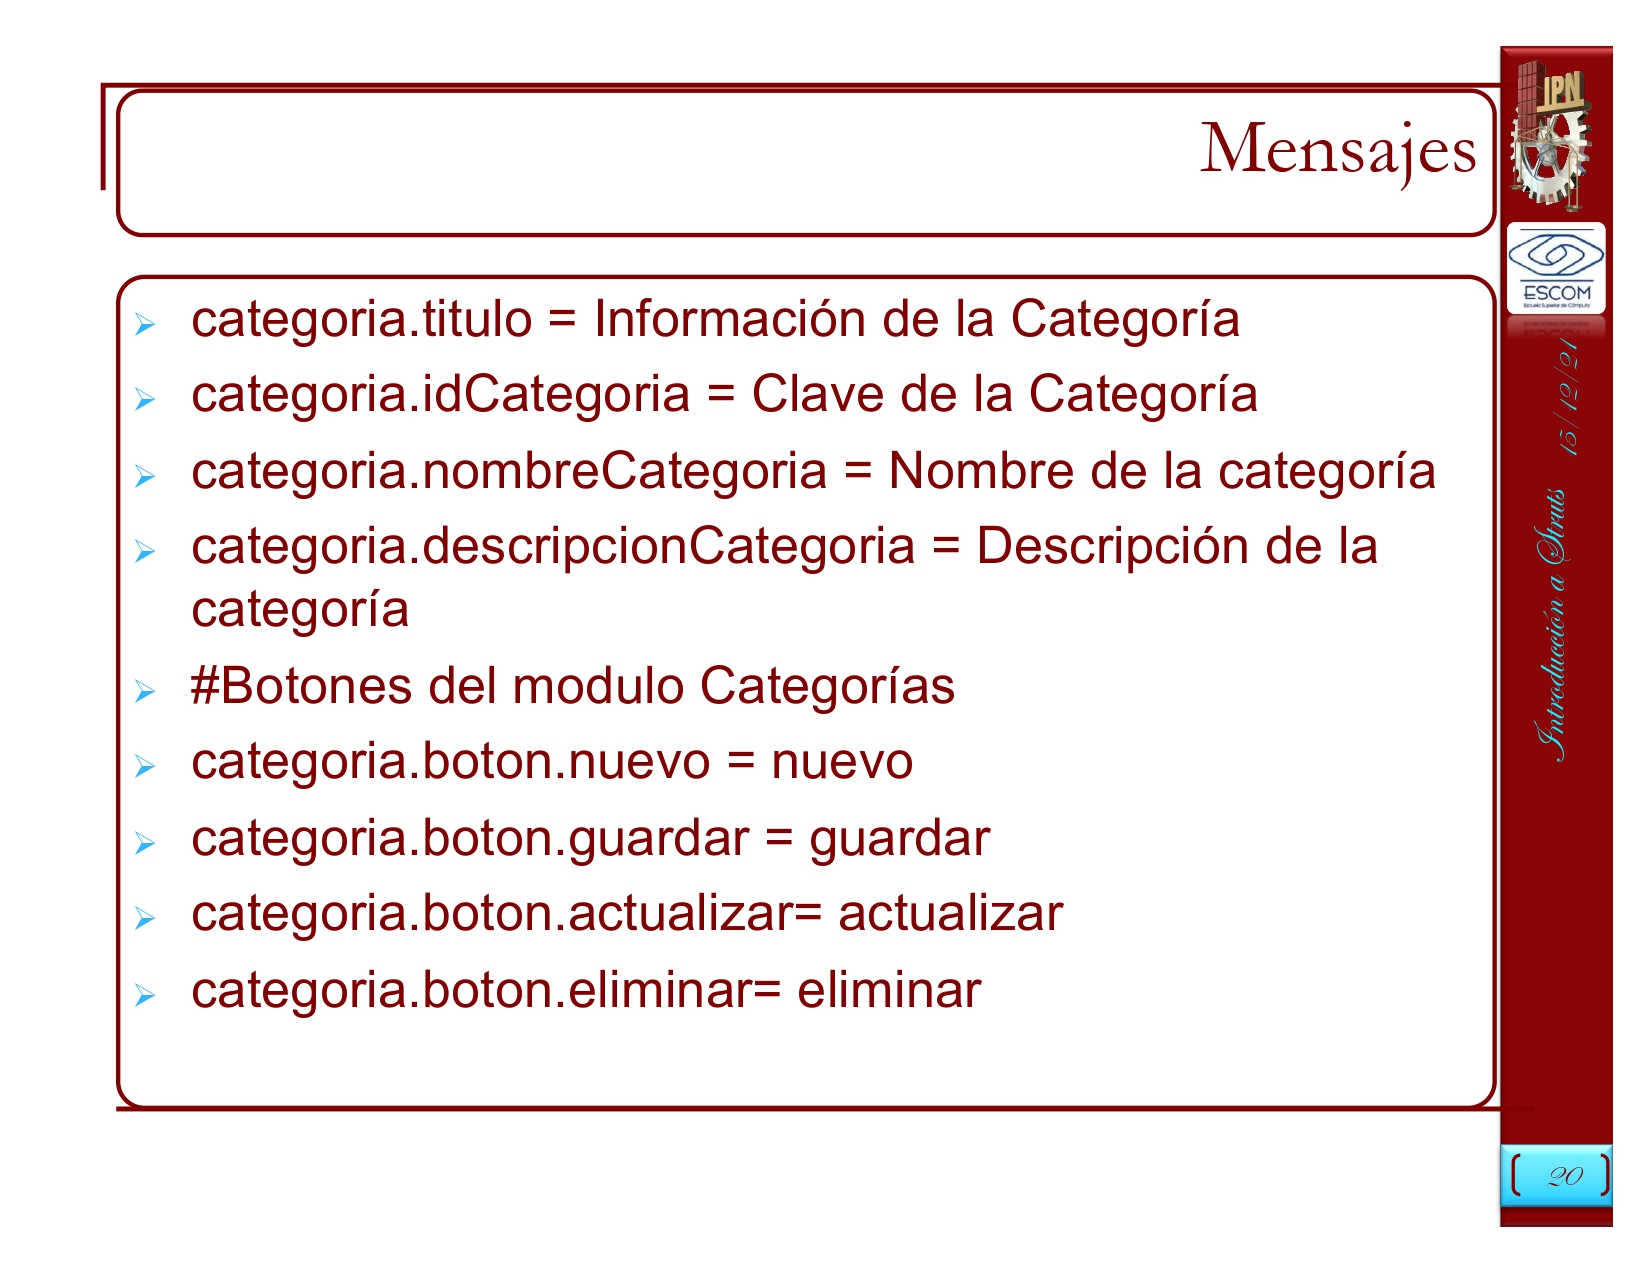 Mensajes
IPN
ESCOM
Escuela Superior de Cómputo
categoria.titulo = Información de la Categoría
categoria.idCategoria = Clave de la Categoría
categoria.nombreCategoria = Nombre de la categoría
categoria.descripcionCategoria = Descripción de la
categoría
#Botones del modulo Categorías
categoria.boton.nuevo = nuevo
categoria.boton.guardar = guardar
categoria.boton.actualizar= actualizar
categoria.boton.eliminar= eliminar
15/12/21
Introducción a Struts
20